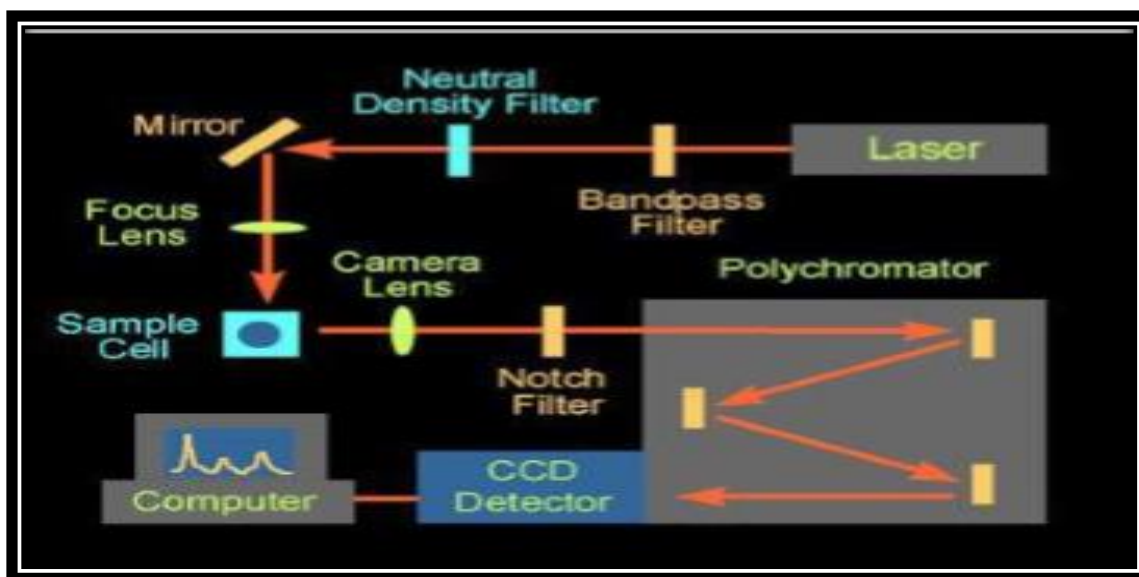 Neutral
Density Filter
Mirror
Laser
Bandpass
Filter
Focus
Lens
Camera
Lens
Polychromator
Sample
Cell
Notch
Filter
CCD
Detector
Computer